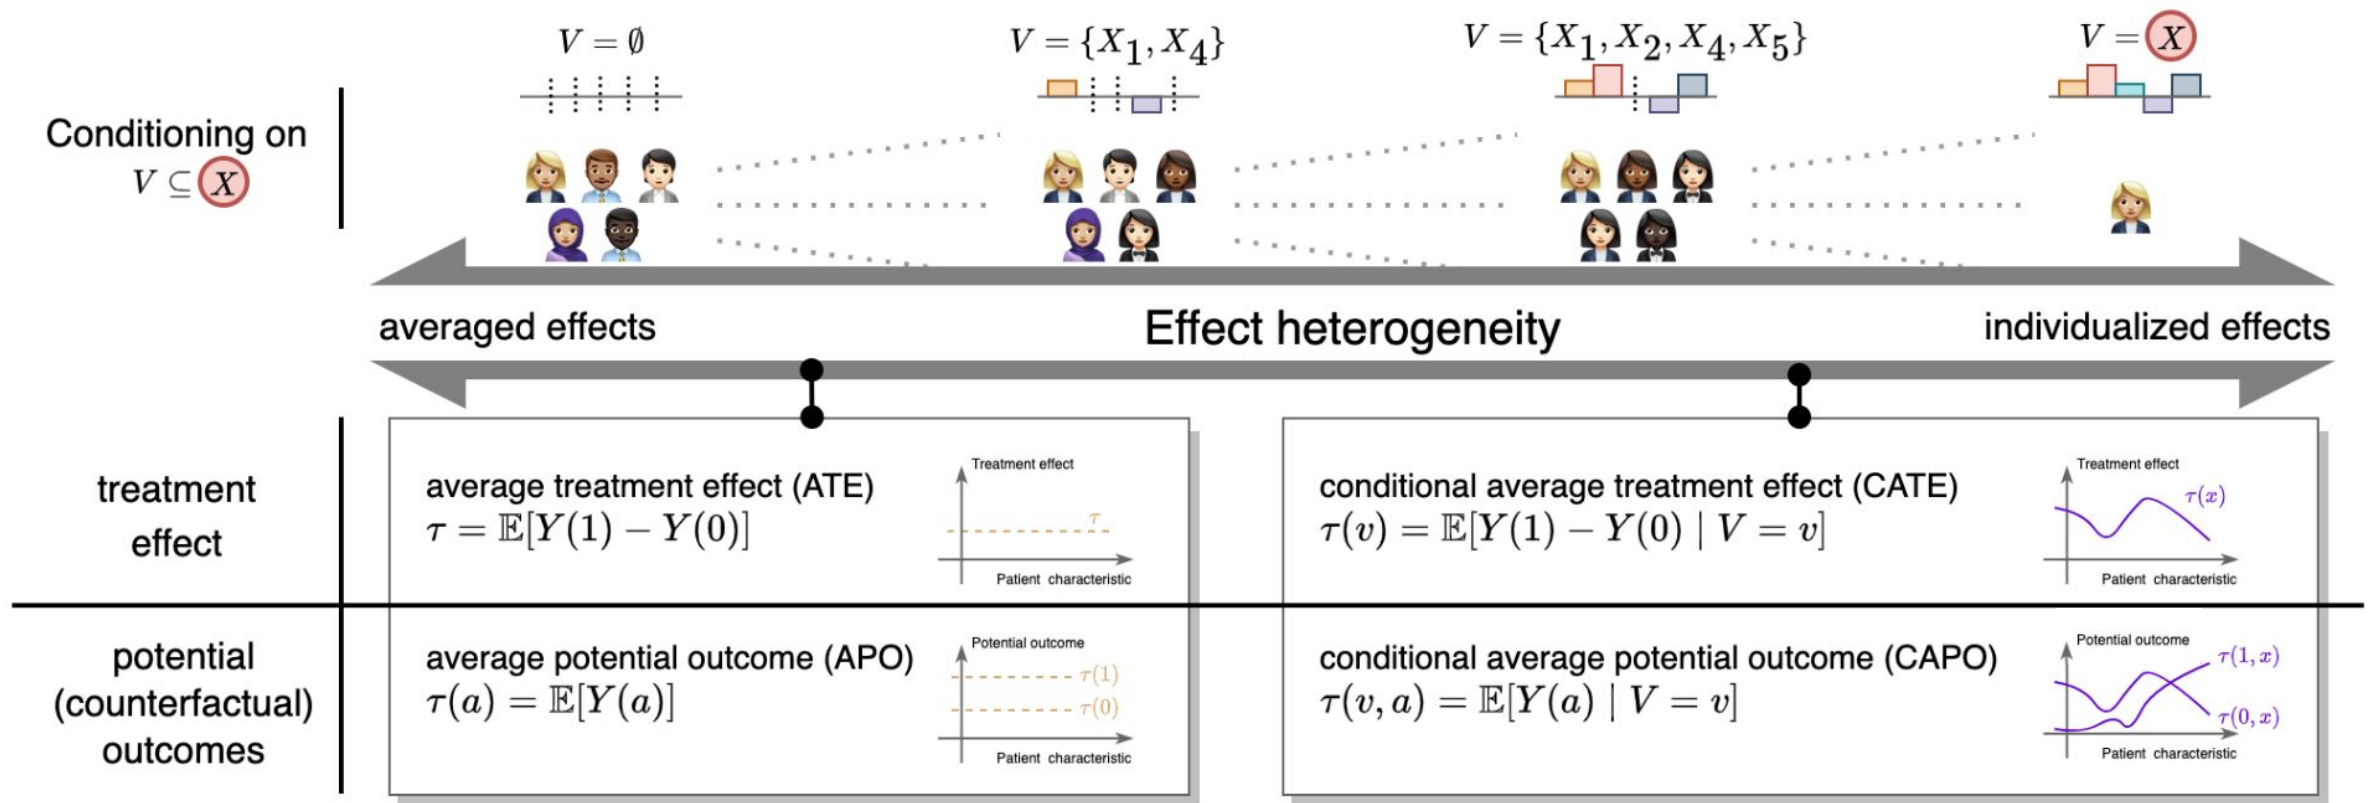 V = ∅
V = {X₁, X₄}
V = {X₁, X₂, X₄, X₅}
V = X
Conditioning on
V ⊆ X
averaged effects
Effect heterogeneity
individualized effects
treatment
effect
average treatment effect (ATE)
τ = 𝔼[Y(1) − Y(0)]
Treatment effect
τ
Patient characteristic
conditional average treatment effect (CATE)
τ(v) = 𝔼[Y(1) − Y(0) | V = v]
Treatment effect
τ(x)
Patient characteristic
potential
(counterfactual)
outcomes
average potential outcome (APO)
τ(a) = 𝔼[Y(a)]
Potential outcome
τ(1)
τ(0)
Patient characteristic
conditional average potential outcome (CAPO)
τ(v, a) = 𝔼[Y(a) | V = v]
Potential outcome
τ(1, x)
τ(0, x)
Patient characteristic